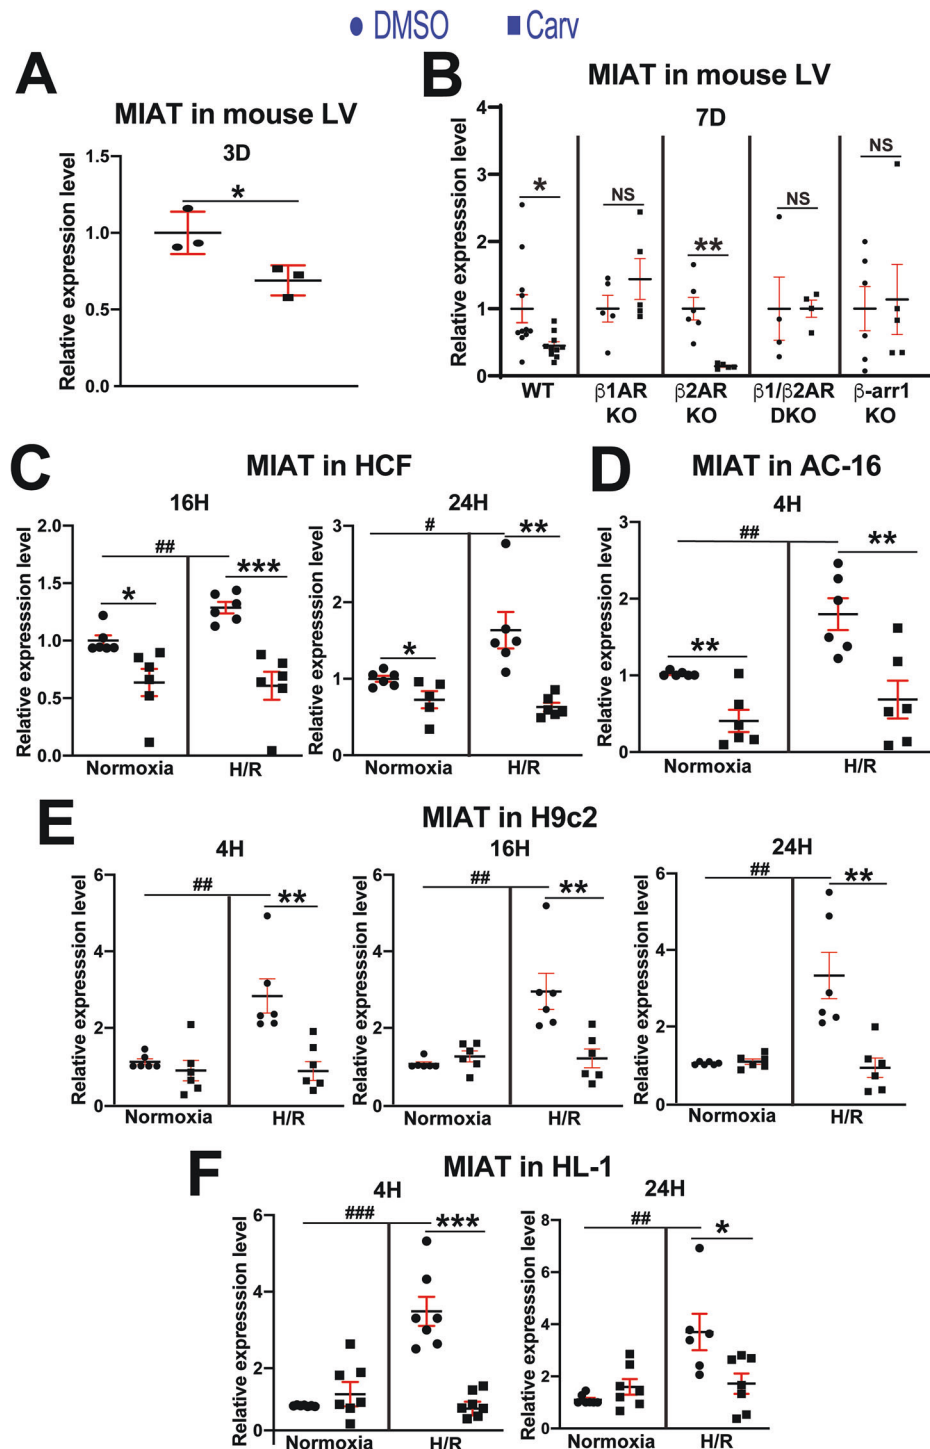 DMSO Carv
A
MIAT in mouse LV
3D
Relative expression level
1.5
1.0
0.5
0.0
*
B
MIAT in mouse LV
7D
Relative expresssion level
4
3
2
1
0
* NS ** NS NS
WT β1AR β2AR β1/β2AR β-arr1
KO KO DKO KO
C
MIAT in HCF
16H
Relative expresssion level
2.0
1.5
1.0
0.5
0.0
##
* ***
Normoxia H/R
24H
Relative expresssion level
3
2
1
0
# **
*
Normoxia H/R
D
MIAT in AC-16
4H
Relative expresssion level
3
2
1
0
## **
**
Normoxia H/R
E
MIAT in H9c2
4H
Relative expresssion level
6
4
2
0
## **
Normoxia H/R
16H
Relative expresssion level
6
4
2
0
## **
Normoxia H/R
24H
Relative expresssion level
6
4
2
0
## **
Normoxia H/R
F
MIAT in HL-1
4H
Relative expresssion level
6
4
2
0
### ***
Normoxia H/R
24H
Relative expresssion level
8
6
4
2
0
## *
Normoxia H/R